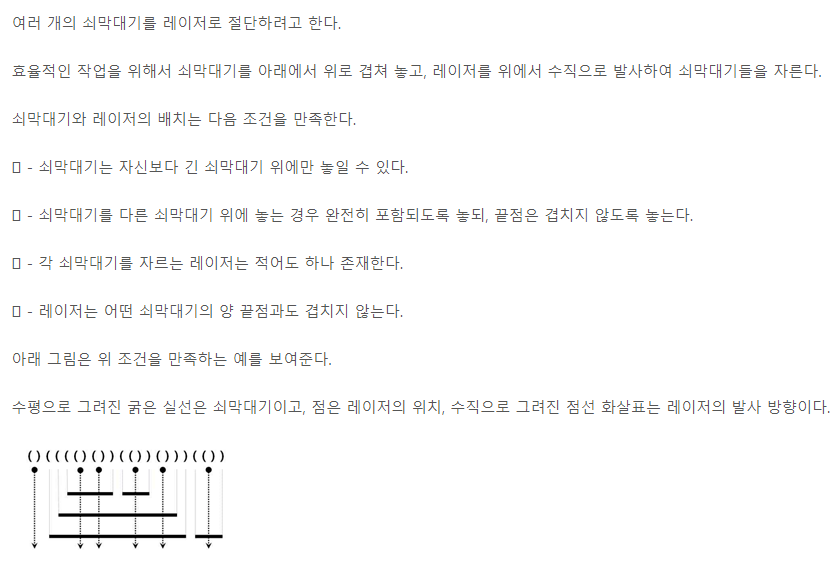 여러 개의 쇠막대기를 레이저로 절단하려고 한다.
효율적인 작업을 위해서 쇠막대기를 아래에서 위로 겹쳐 놓고, 레이저를 위에서 수직으로 발사하여 쇠막대기들을 자른다.
쇠막대기와 레이저의 배치는 다음 조건을 만족한다.
▯ - 쇠막대기는 자신보다 긴 쇠막대기 위에만 놓일 수 있다.
▯ - 쇠막대기를 다른 쇠막대기 위에 놓는 경우 완전히 포함되도록 놓되, 끝점은 겹치지 않도록 놓는다.
▯ - 각 쇠막대기를 자르는 레이저는 적어도 하나 존재한다.
▯ - 레이저는 어떤 쇠막대기의 양 끝점과도 겹치지 않는다.
아래 그림은 위 조건을 만족하는 예를 보여준다.
수평으로 그려진 굵은 실선은 쇠막대기이고, 점은 레이저의 위치, 수직으로 그려진 점선 화살표는 레이저의 발사 방향이다.
()(((()())(())()))(())